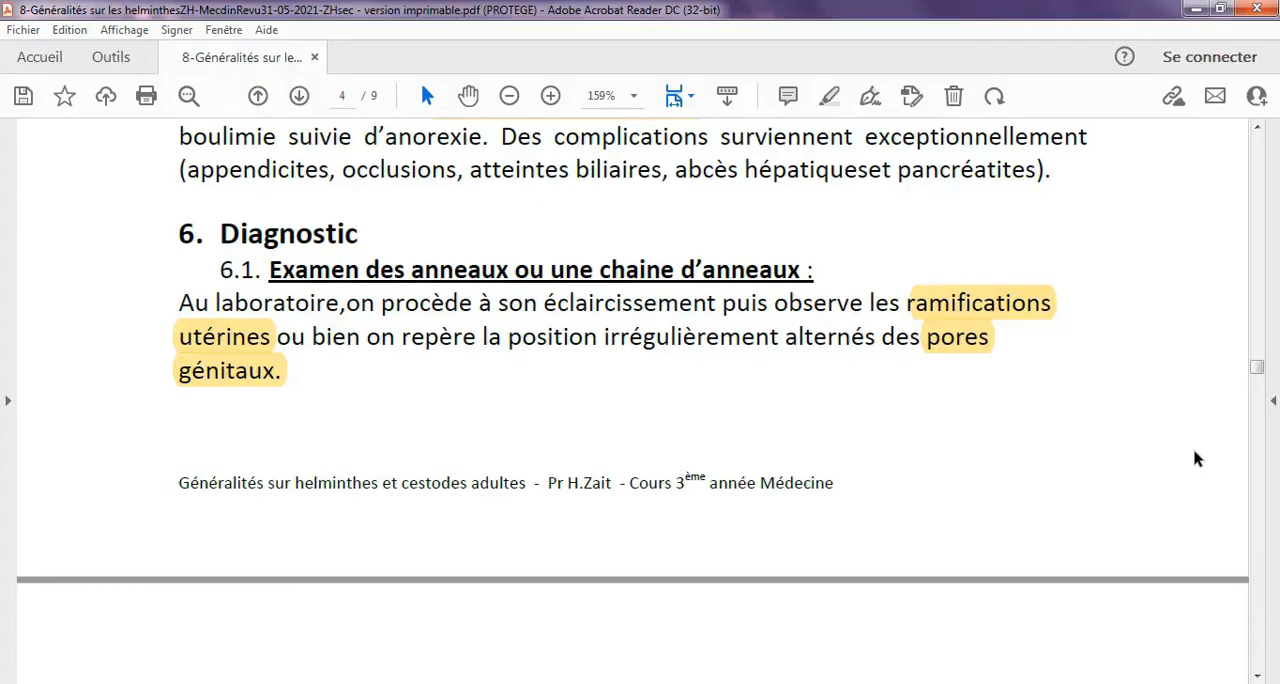 8-Généralités sur les helminthesZH-MecdinRevu31-05-2021-ZHsec - version imprimable.pdf (PROTEGE) - Adobe Acrobat Reader DC (32-bit)
Fichier Edition Affichage Signer Fenêtre Aide
Accueil Outils 8-Généralités sur le... × ? Se connecter
4 / 9 159%
boulimie suivie d’anorexie. Des complications surviennent exceptionnellement
(appendicites, occlusions, atteintes biliaires, abcès hépatiqueset pancréatites).
6. Diagnostic
6.1. Examen des anneaux ou une chaine d’anneaux :
Au laboratoire,on procède à son éclaircissement puis observe les ramifications
utérines ou bien on repère la position irrégulièrement alternés des pores
génitaux.
Généralités sur helminthes et cestodes adultes - Pr H.Zait - Cours 3ème année Médecine